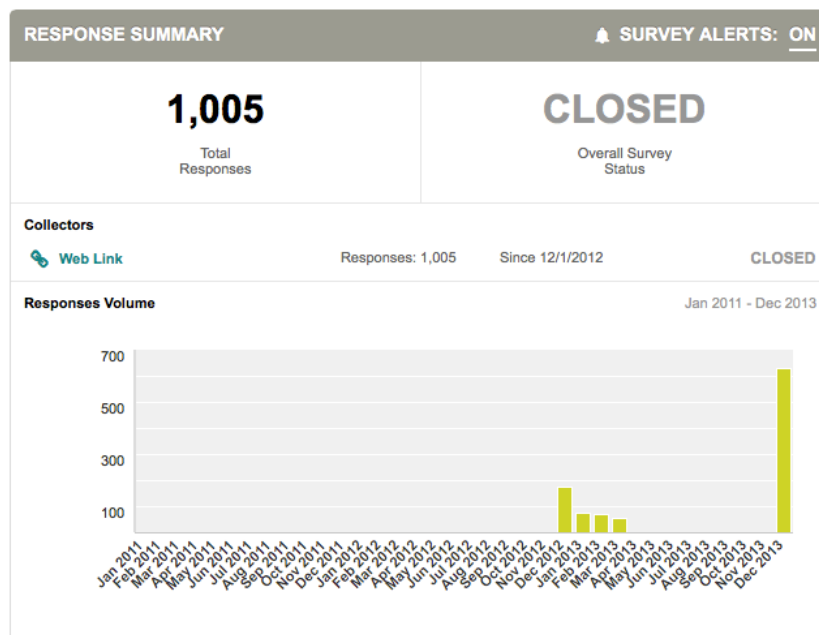 RESPONSE SUMMARY
SURVEY ALERTS: ON
1,005
Total
Responses
CLOSED
Overall Survey
Status
Collectors
Web Link Responses: 1,005 Since 12/1/2012 CLOSED
Responses Volume Jan 2011 - Dec 2013
700
500
300
100
Jan 2011
Feb 2011
Mar 2011
Apr 2011
May 2011
Jun 2011
Jul 2011
Aug 2011
Sep 2011
Oct 2011
Nov 2011
Dec 2011
Jan 2012
Feb 2012
Mar 2012
Apr 2012
May 2012
Jun 2012
Jul 2012
Aug 2012
Sep 2012
Oct 2012
Nov 2012
Dec 2012
Jan 2013
Feb 2013
Mar 2013
Apr 2013
May 2013
Jun 2013
Jul 2013
Aug 2013
Sep 2013
Oct 2013
Nov 2013
Dec 2013